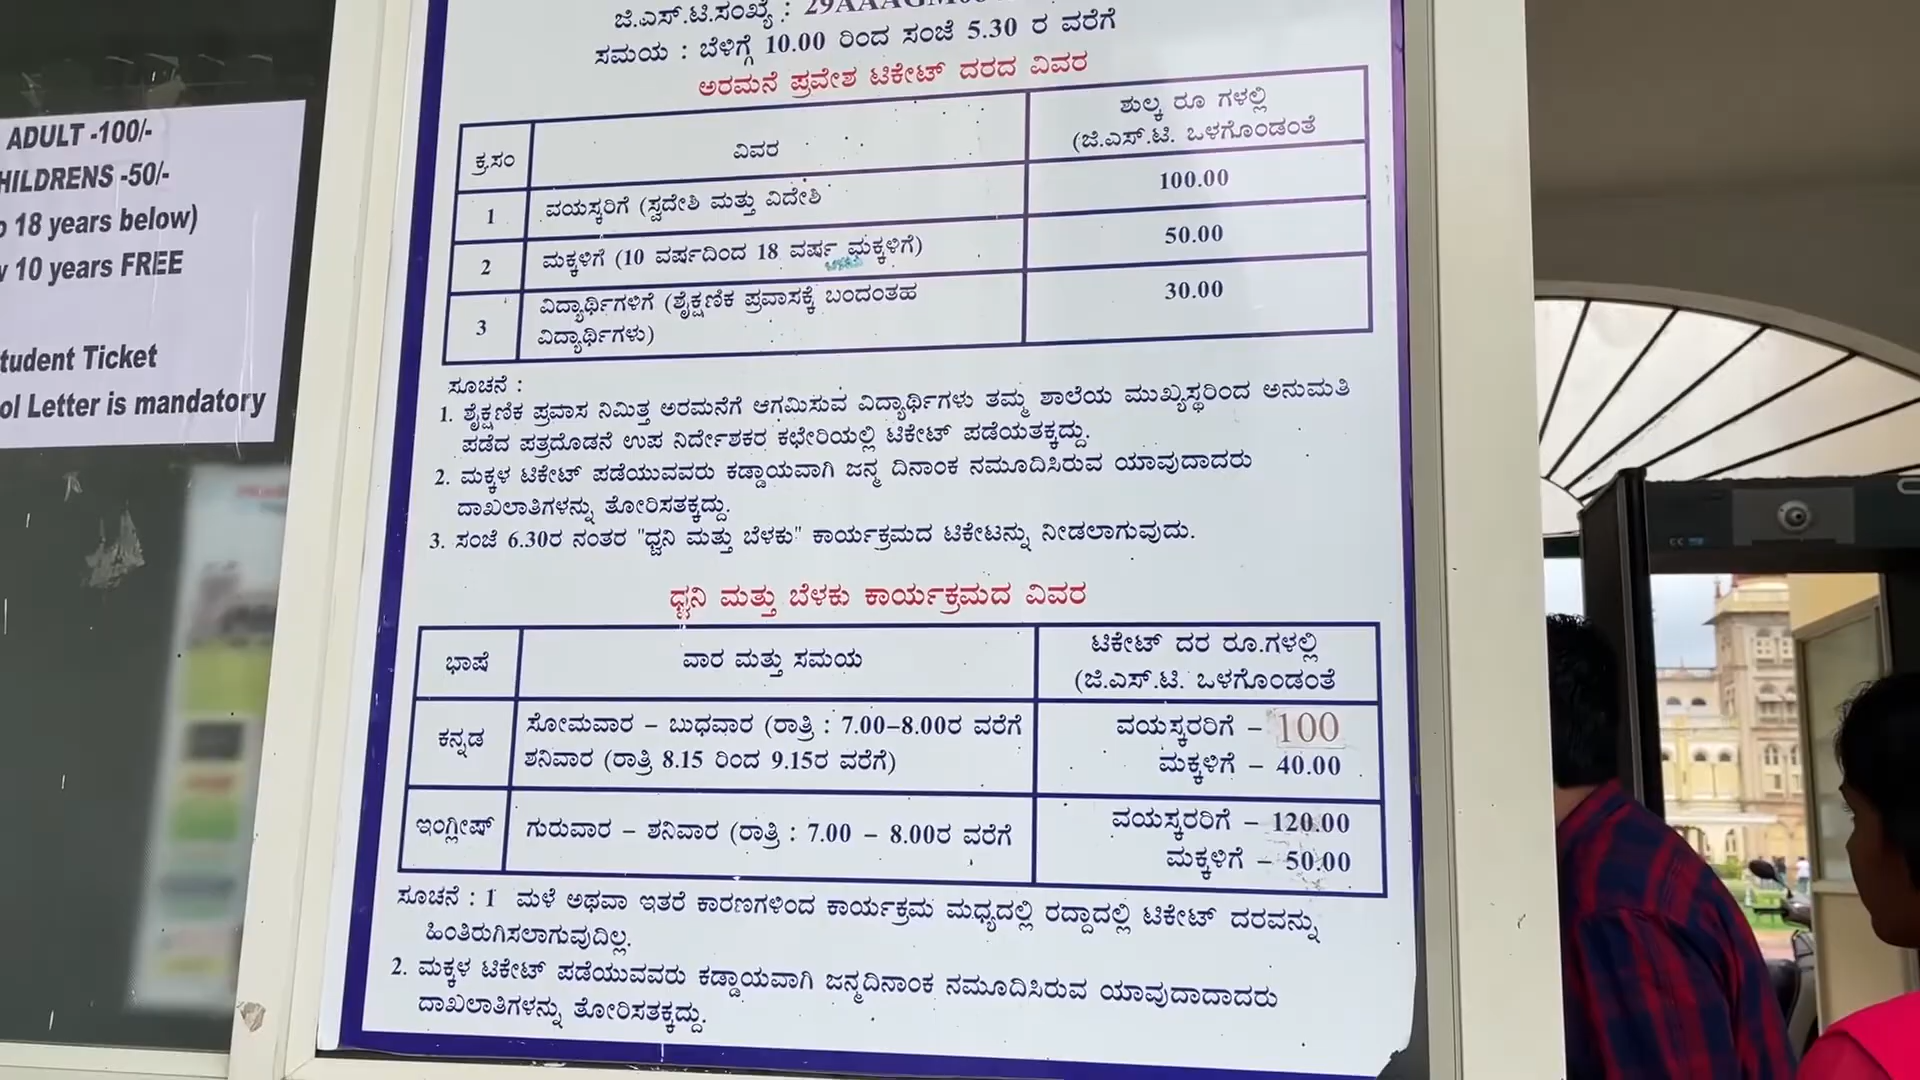 ADULT -100/-
HILDRENS -50/-
18 years below)
10 years FREE
tudent Ticket
ol Letter is mandatory
ಜಿ.ಎಸ್.ಟಿ.ಸಂಖ್ಯೆ :
ಸಮಯ : ಬೆಳಿಗ್ಗೆ 10.00 ರಿಂದ ಸಂಜೆ 5.30 ರ ವರೆಗೆ
ಅರಮನೆ ಪ್ರವೇಶ ಟಿಕೇಟ್ ದರದ ವಿವರ
ಕ್ರ.ಸಂ ವಿವರ ಶುಲ್ಕ ರೂ ಗಳಲ್ಲಿ
(ಜಿ.ಎಸ್.ಟಿ. ಒಳಗೊಂಡಂತೆ
1 ವಯಸ್ಕರಿಗೆ (ಸ್ವದೇಶಿ ಮತ್ತು ವಿದೇಶಿ 100.00
2 ಮಕ್ಕಳಿಗೆ (10 ವರ್ಷದಿಂದ 18 ವರ್ಷ ಮಕ್ಕಳಿಗೆ) 50.00
3 ವಿದ್ಯಾರ್ಥಿಗಳಿಗೆ (ಶೈಕ್ಷಣಿಕ ಪ್ರವಾಸಕ್ಕೆ ಬಂದಂತಹ 30.00
ವಿದ್ಯಾರ್ಥಿಗಳು)
ಸೂಚನೆ :
1. ಶೈಕ್ಷಣಿಕ ಪ್ರವಾಸ ನಿಮಿತ್ತ ಅರಮನೆಗೆ ಆಗಮಿಸುವ ವಿದ್ಯಾರ್ಥಿಗಳು ತಮ್ಮ ಶಾಲೆಯ ಮುಖ್ಯಸ್ಥರಿಂದ ಅನುಮತಿ
ಪಡೆದ ಪತ್ರದೊಡನೆ ಉಪ ನಿರ್ದೇಶಕರ ಕಛೇರಿಯಲ್ಲಿ ಟಿಕೇಟ್ ಪಡೆಯತಕ್ಕದ್ದು.
2. ಮಕ್ಕಳ ಟಿಕೇಟ್ ಪಡೆಯುವವರು ಕಡ್ಡಾಯವಾಗಿ ಜನ್ಮ ದಿನಾಂಕ ನಮೂದಿಸಿರುವ ಯಾವುದಾದರು
ದಾಖಲಾತಿಗಳನ್ನು ತೋರಿಸತಕ್ಕದ್ದು.
3. ಸಂಜೆ 6.30ರ ನಂತರ "ಧ್ವನಿ ಮತ್ತು ಬೆಳಕು" ಕಾರ್ಯಕ್ರಮದ ಟಿಕೇಟನ್ನು ನೀಡಲಾಗುವುದು.
ಧ್ವನಿ ಮತ್ತು ಬೆಳಕು ಕಾರ್ಯಕ್ರಮದ ವಿವರ
ಭಾಷೆ ವಾರ ಮತ್ತು ಸಮಯ ಟಿಕೇಟ್ ದರ ರೂ.ಗಳಲ್ಲಿ
(ಜಿ.ಎಸ್.ಟಿ. ಒಳಗೊಂಡಂತೆ
ಕನ್ನಡ ಸೋಮವಾರ – ಬುಧವಾರ (ರಾತ್ರಿ : 7.00–8.00ರ ವರೆಗೆ ವಯಸ್ಕರರಿಗೆ – 100
ಶನಿವಾರ (ರಾತ್ರಿ 8.15 ರಿಂದ 9.15ರ ವರೆಗೆ) ಮಕ್ಕಳಿಗೆ – 40.00
ಇಂಗ್ಲೀಷ್ ಗುರುವಾರ – ಶನಿವಾರ (ರಾತ್ರಿ : 7.00 – 8.00ರ ವರೆಗೆ ವಯಸ್ಕರರಿಗೆ – 120.00
ಮಕ್ಕಳಿಗೆ – 50.00
ಸೂಚನೆ : 1 ಮಳೆ ಅಥವಾ ಇತರೆ ಕಾರಣಗಳಿಂದ ಕಾರ್ಯಕ್ರಮ ಮಧ್ಯದಲ್ಲಿ ರದ್ದಾದಲ್ಲಿ ಟಿಕೇಟ್ ದರವನ್ನು
ಹಿಂತಿರುಗಿಸಲಾಗುವುದಿಲ್ಲ.
2. ಮಕ್ಕಳ ಟಿಕೇಟ್ ಪಡೆಯುವವರು ಕಡ್ಡಾಯವಾಗಿ ಜನ್ಮದಿನಾಂಕ ನಮೂದಿಸಿರುವ ಯಾವುದಾದಾದರು
ದಾಖಲಾತಿಗಳನ್ನು ತೋರಿಸತಕ್ಕದ್ದು.